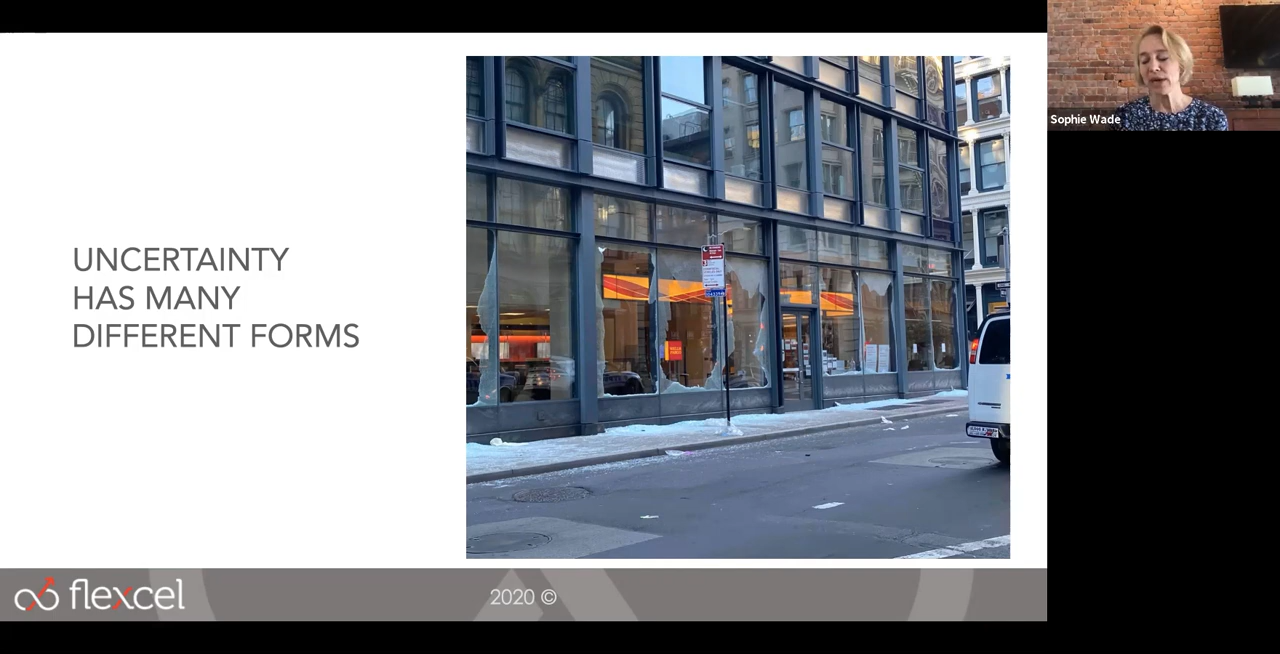 UNCERTAINTY
HAS MANY
DIFFERENT FORMS
flexcel
2020 ©
Sophie Wade